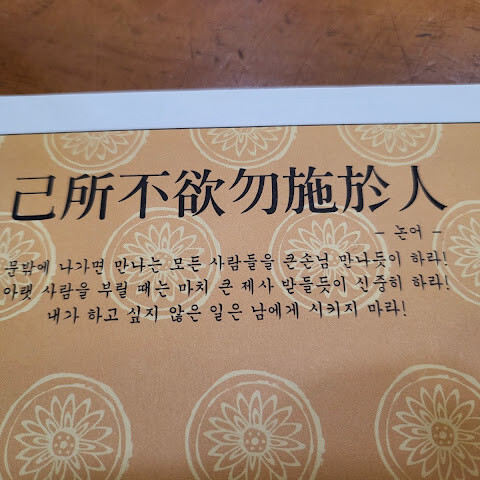 己所不欲勿施於人
- 논어 -
문밖에 나가면 만나는 모든 사람들을 큰손님 만나듯이 하라!
아랫 사람을 부릴 때는 마치 큰 제사 받들듯이 신중히 하라!
내가 하고 싶지 않은 일은 남에게 시키지 마라!